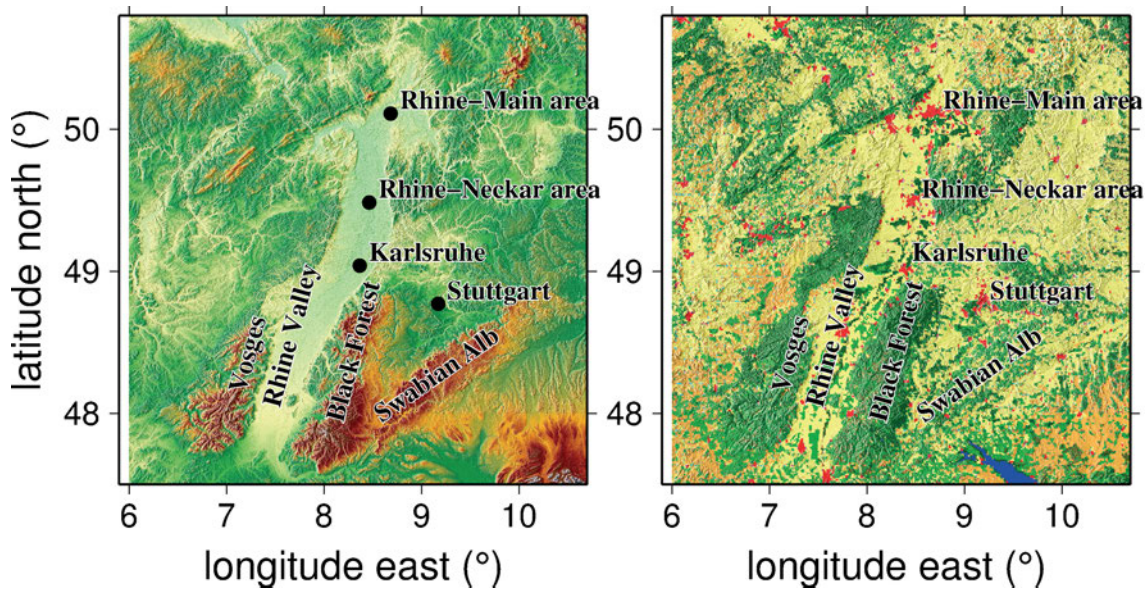 latitude north (°)
50
49
48
6
7
8
9
10
longitude east (°)
Rhine–Main area
Rhine–Neckar area
Karlsruhe
Stuttgart
Vosges
Rhine Valley
Black Forest
Swabian Alb
50
49
48
6
7
8
9
10
longitude east (°)
Rhine–Main area
Rhine–Neckar area
Karlsruhe
Stuttgart
Vosges
Rhine Valley
Black Forest
Swabian Alb